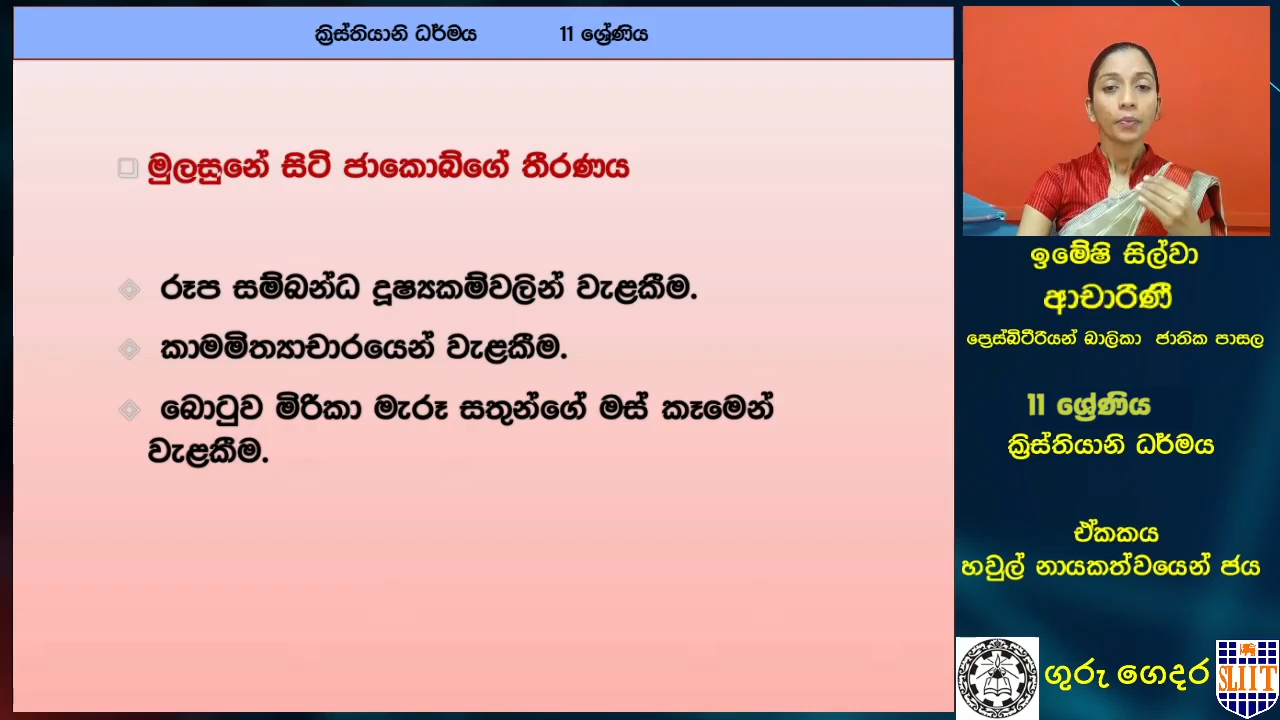 ක්‍රිස්තියානි ධර්මය 11 ශ්‍රේණිය
මුලසුනේ සිටි ජාකොබ්ගේ තීරණය
රූප සම්බන්ධ දූෂ්‍යකම්වලින් වැළකීම.
කාමමිත්‍යාචාරයෙන් වැළකීම.
බොටුව මිරිකා මැරූ සතුන්ගේ මස් කෑමෙන්
වැළකීම.
ඉමේෂි සිල්වා
ආචාරිණී
ප්‍රෙස්බිටීරියන් බාලිකා ජාතික පාසල
11 ශ්‍රේණිය
ක්‍රිස්තියානි ධර්මය
ඒකකය
හවුල් නායකත්වයෙන් ජය
ගුරු ගෙදර
SLIIT